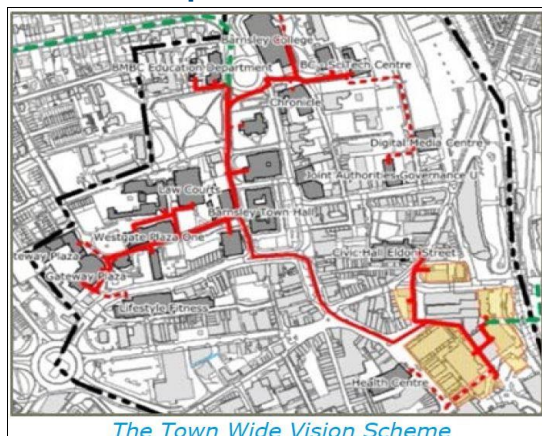 Barnsley College
BMBC Education Department
BC - SciTech Centre
Chronicle
Digital Media Centre
Law Courts
Joint Authorities Governance U
Barnsley Town Hall
Westgate Plaza One
Civic Hall Eldon Street
teway Plaza
Gateway Plaza
Lifestyle Fitness
Health Centre
The Town Wide Vision Scheme